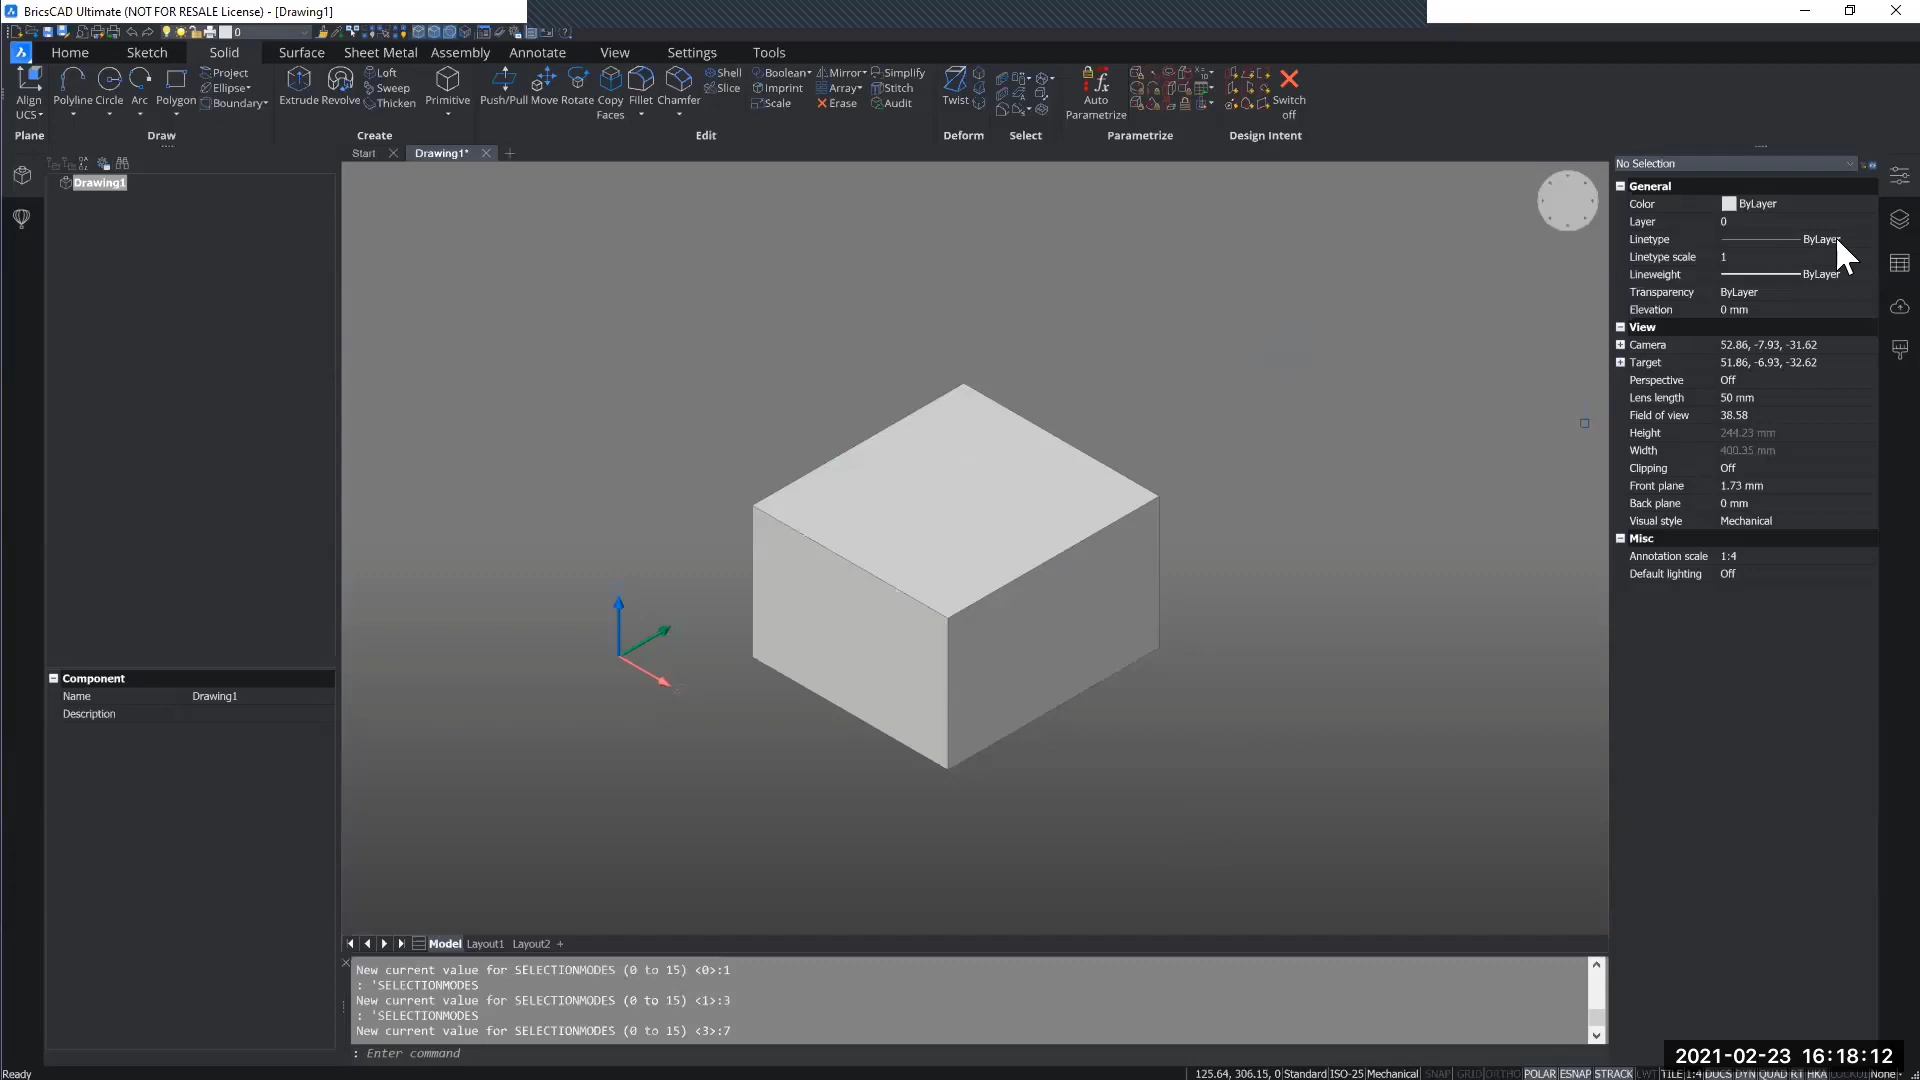 BricsCAD Ultimate (NOT FOR RESALE License) - [Drawing1]
0
Home Sketch Solid Surface Sheet Metal Assembly Annotate View Settings Tools
Align UCS
Polyline Circle Arc Polygon
Project
Ellipse
Boundary
Extrude Revolve
Loft
Sweep
Thicken
Primitive
Push/Pull Move Rotate Copy Faces Fillet Chamfer
Shell
Slice
Boolean
Imprint
Scale
Mirror
Array
Erase
Simplify
Stitch
Audit
Twist
Auto Parametrize
Switch off
Plane Draw Create Edit Deform Select Parametrize Design Intent
Start Drawing1*
Drawing1
Component
Name Drawing1
Description
No Selection
General
Color ByLayer
Layer 0
Linetype ByLayer
Linetype scale 1
Lineweight ByLayer
Transparency ByLayer
Elevation 0 mm
View
Camera 52.86, -7.93, -31.62
Target 51.86, -6.93, -32.62
Perspective Off
Lens length 50 mm
Field of view 38.58
Height 244.23 mm
Width 400.35 mm
Clipping Off
Front plane 1.73 mm
Back plane 0 mm
Visual style Mechanical
Misc
Annotation scale 1:4
Default lighting Off
Model Layout1 Layout2 +
New current value for SELECTIONMODES (0 to 15) <0>:1
: 'SELECTIONMODES
New current value for SELECTIONMODES (0 to 15) <1>:3
: 'SELECTIONMODES
New current value for SELECTIONMODES (0 to 15) <3>:7
: Enter command
2021-02-23 16:18:12
Ready
125.64, 306.15, 0 Standard ISO-25 Mechanical SNAP GRID ORTHO POLAR ESNAP STRACK LWT TILE 1:4 DUCS DYN QUAD RT HKA LOCKUI None